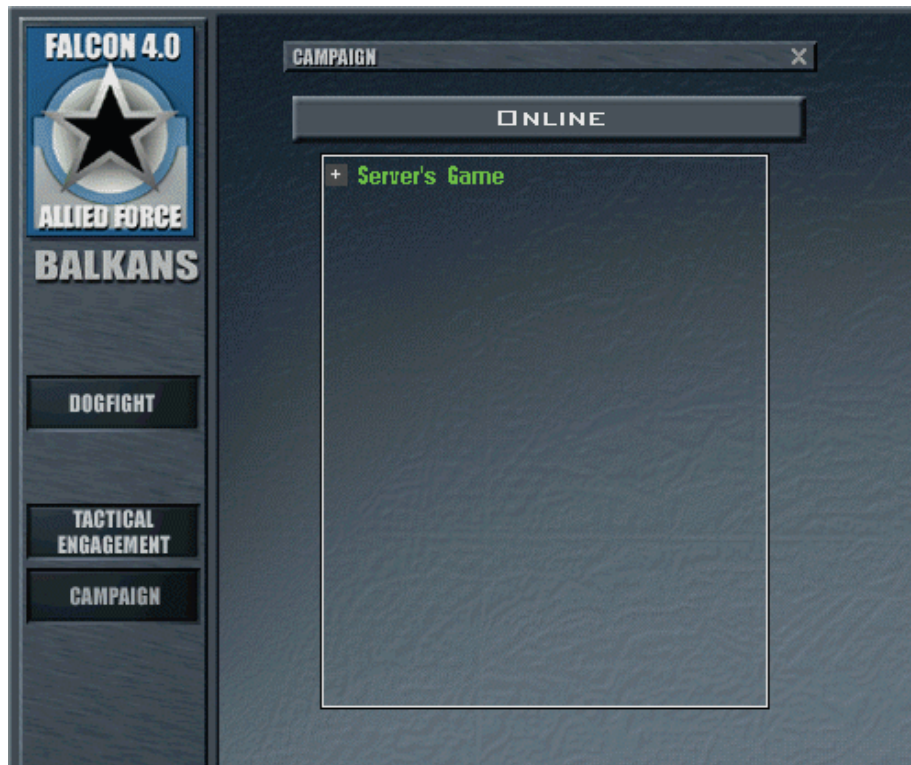 FALCON 4.0
ALLIED FORCE
BALKANS
DOGFIGHT
TACTICAL
ENGAGEMENT
CAMPAIGN
CAMPAIGN
ONLINE
+ Server's Game